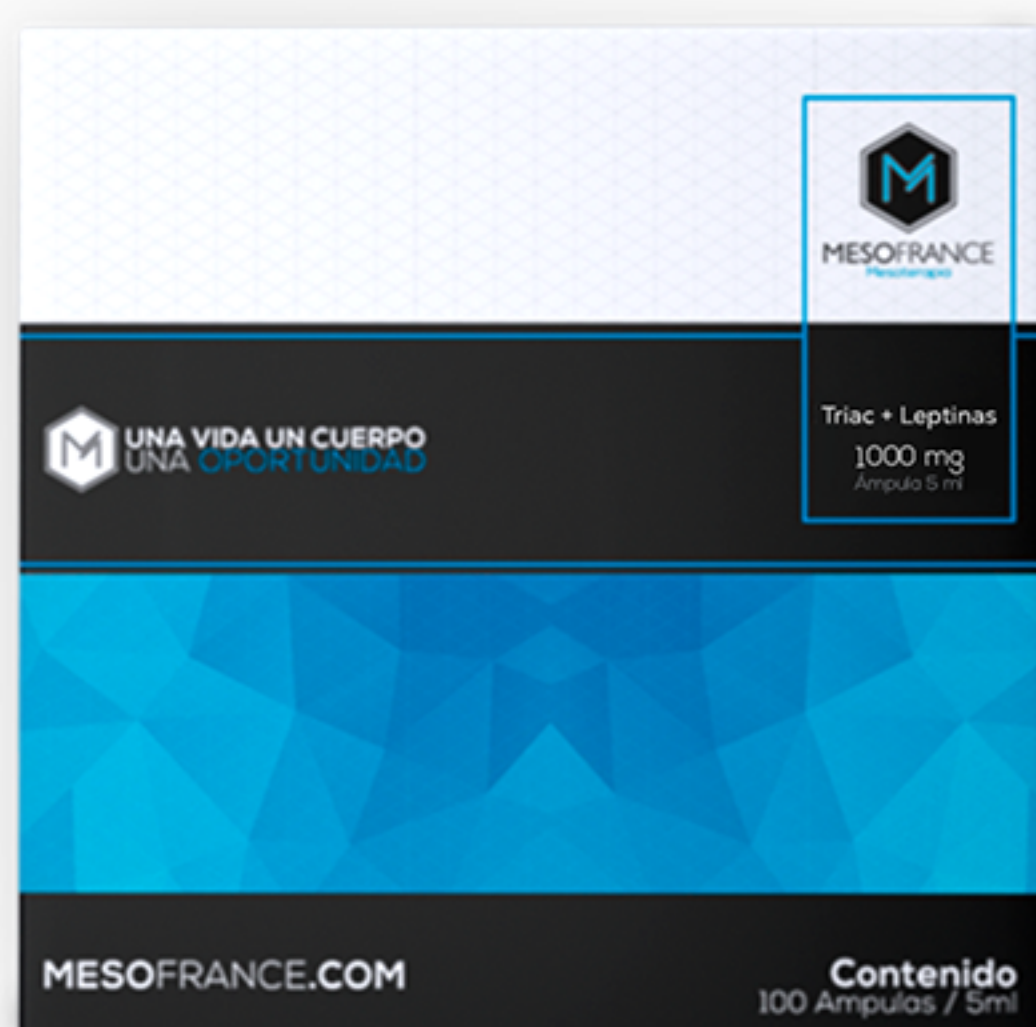 M
MESOFRANCE
Mesoterapia
Triac + Leptinas
1000 mg
Ámpula 5 ml
M
UNA VIDA UN CUERPO
UNA OPORTUNIDAD
MESOFRANCE.COM
Contenido
100 Ampulas / 5ml